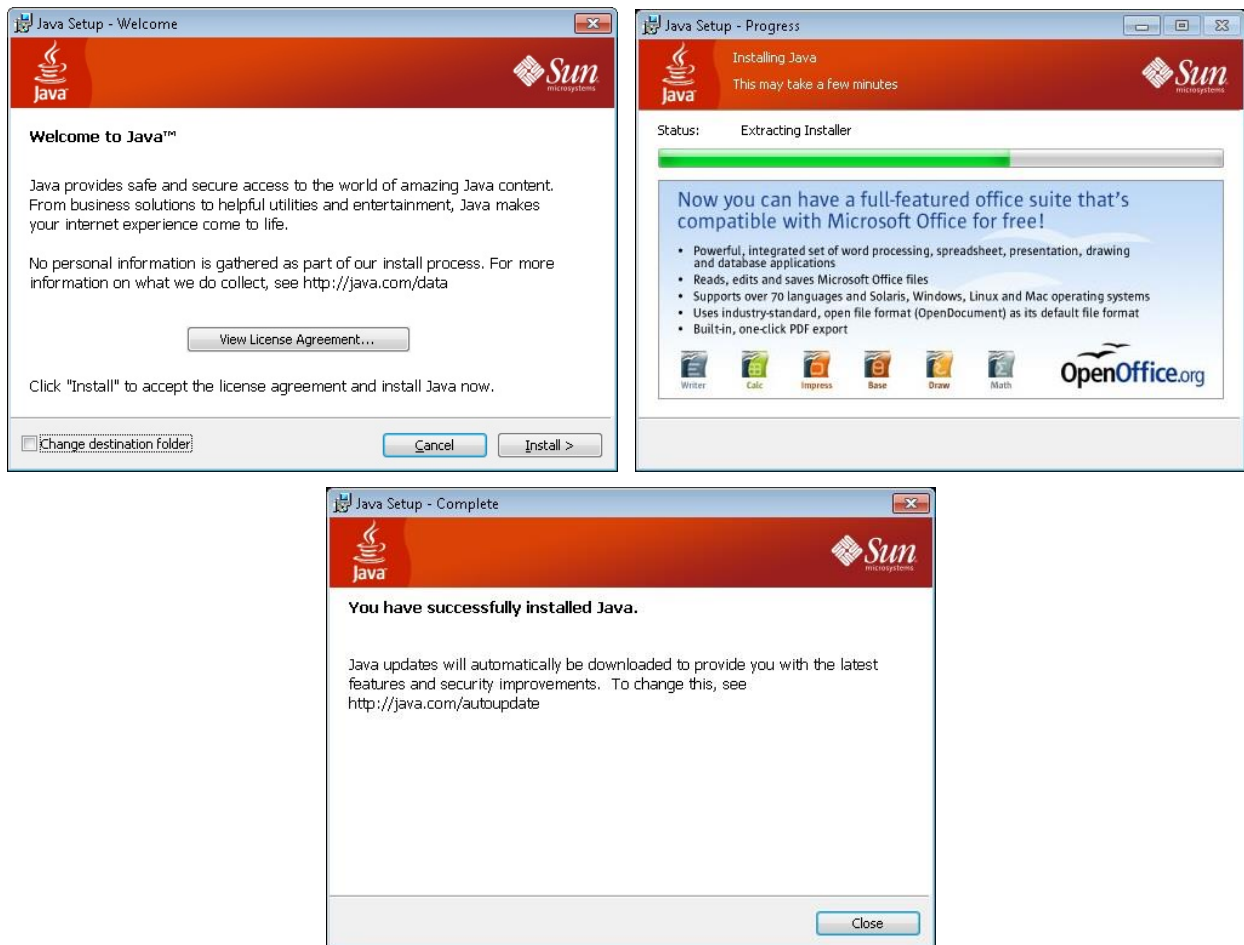 Java Setup - Welcome
Java
Sun
microsystems
Welcome to Java™
Java provides safe and secure access to the world of amazing Java content.
From business solutions to helpful utilities and entertainment, Java makes
your internet experience come to life.
No personal information is gathered as part of our install process. For more
information on what we do collect, see http://java.com/data
View License Agreement...
Click "Install" to accept the license agreement and install Java now.
Change destination folder
Cancel
Install >
Java Setup - Progress
Java
Installing Java
This may take a few minutes
Sun
microsystems
Status: Extracting Installer
Now you can have a full-featured office suite that's
compatible with Microsoft Office for free!
• Powerful, integrated set of word processing, spreadsheet, presentation, drawing
and database applications
• Reads, edits and saves Microsoft Office files
• Supports over 70 languages and Solaris, Windows, Linux and Mac operating systems
• Uses industry-standard, open file format (OpenDocument) as its default file format
• Built-in, one-click PDF export
Writer Calc Impress Base Draw Math
OpenOffice.org
Java Setup - Complete
Java
Sun
microsystems
You have successfully installed Java.
Java updates will automatically be downloaded to provide you with the latest
features and security improvements. To change this, see
http://java.com/autoupdate
Close